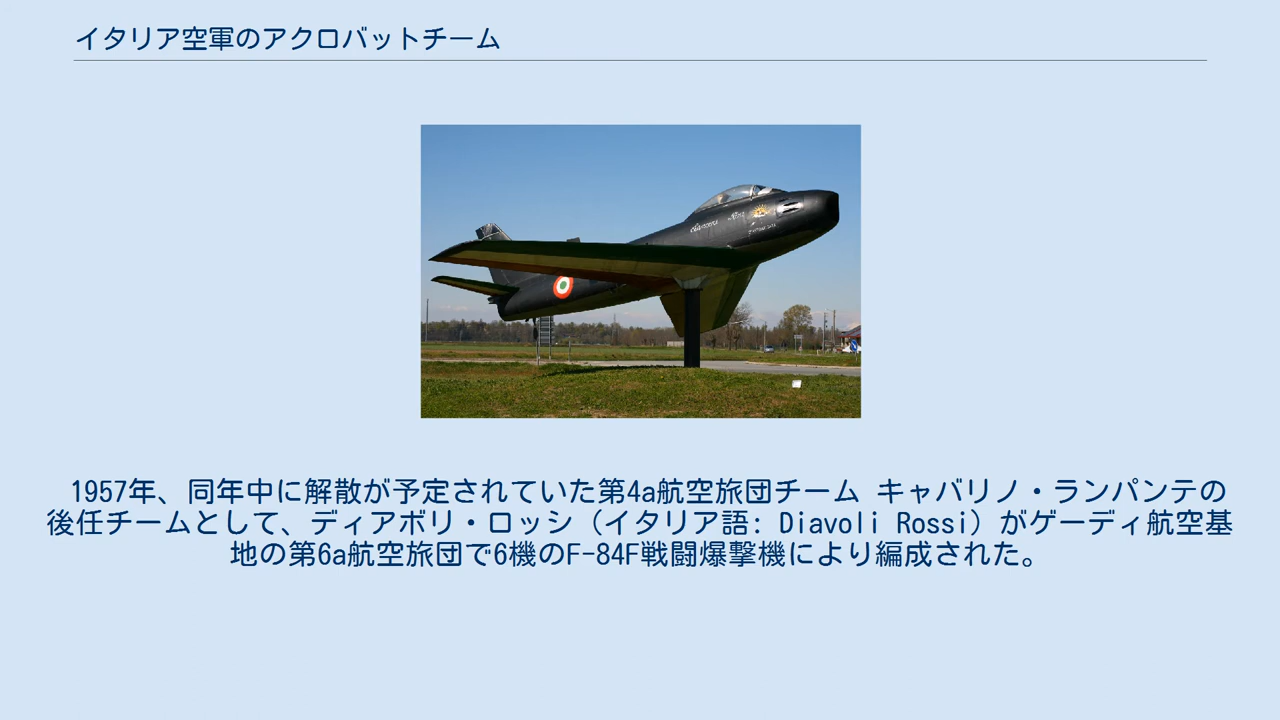 イタリア空軍のアクロバットチーム
1957年、同年中に解散が予定されていた第4a航空旅団チーム キャバリノ・ランパンテの
後任チームとして、ディアボリ・ロッシ（イタリア語: Diavoli Rossi）がゲーディ航空基
地の第6a航空旅団で6機のF-84F戦闘爆撃機により編成された。